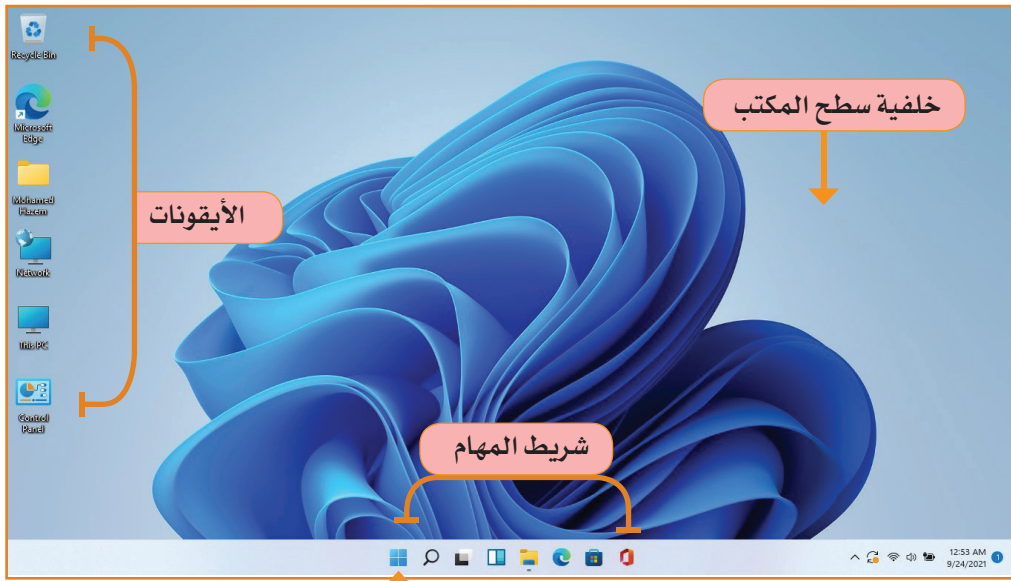 Recycle Bin
Microsoft
Edge
Mohamed
Hazem
Network
This PC
Control
Panel
خلفية سطح المكتب
الأيقونات
شريط المهام
12:53 AM
9/24/2021
1